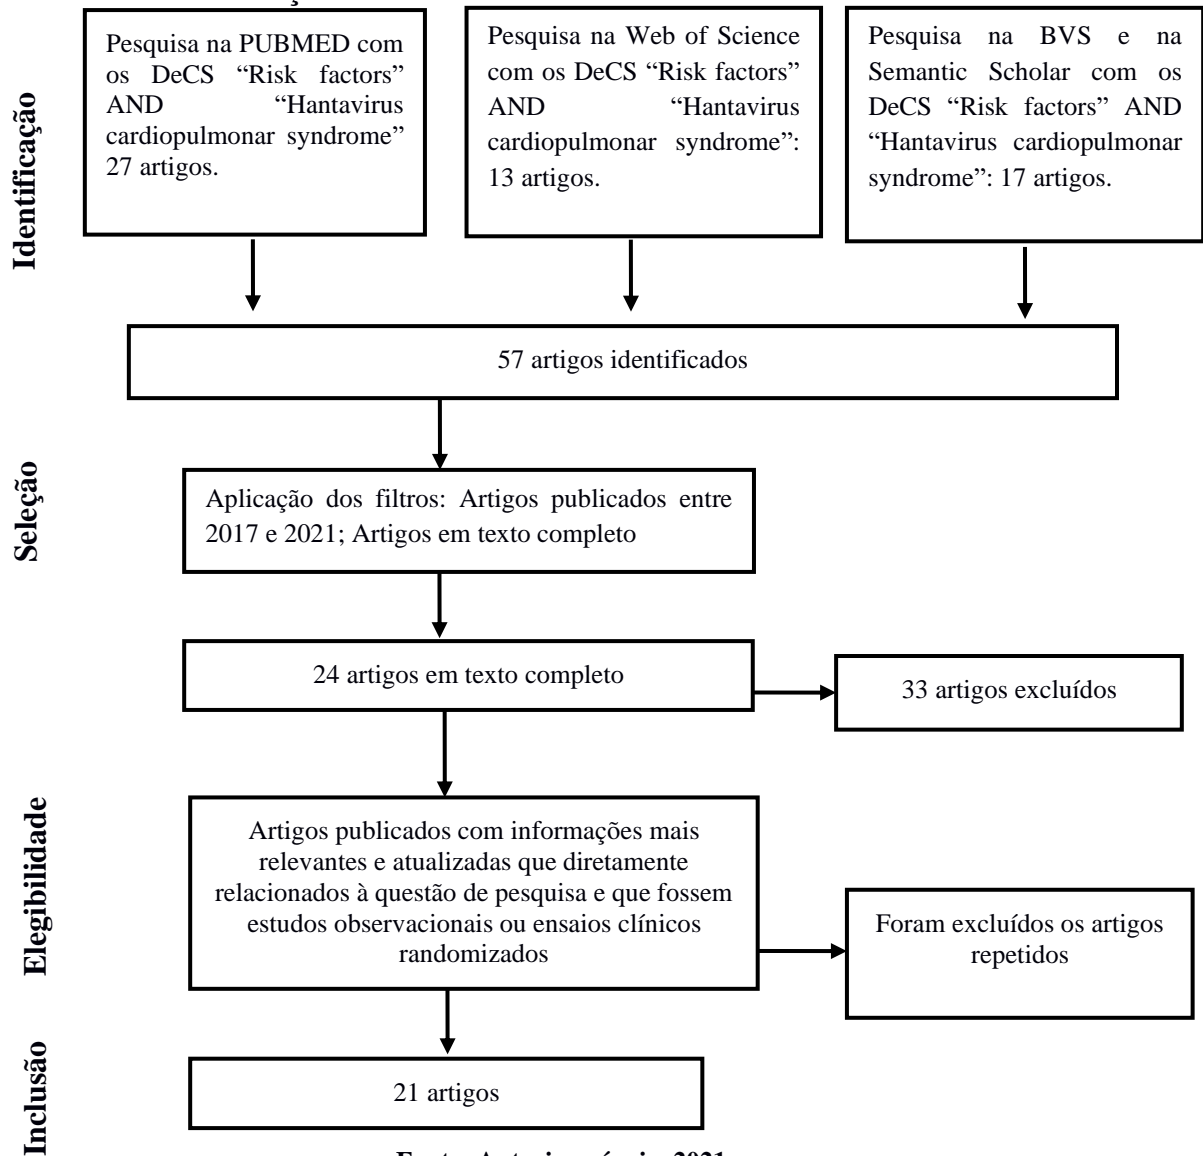 Identificação
Pesquisa na PUBMED com
os DeCS “Risk factors”
AND “Hantavirus
cardiopulmonar syndrome”
27 artigos.
Pesquisa na Web of Science
com os DeCS “Risk factors”
AND “Hantavirus
cardiopulmonar syndrome”:
13 artigos.
Pesquisa na BVS e na
Semantic Scholar com os
DeCS “Risk factors” AND
“Hantavirus cardiopulmonar
syndrome”: 17 artigos.
57 artigos identificados
Seleção
Aplicação dos filtros: Artigos publicados entre
2017 e 2021; Artigos em texto completo
24 artigos em texto completo
33 artigos excluídos
Elegibilidade
Artigos publicados com informações mais
relevantes e atualizadas que diretamente
relacionados à questão de pesquisa e que fossem
estudos observacionais ou ensaios clínicos
randomizados
Foram excluídos os artigos
repetidos
Inclusão
21 artigos